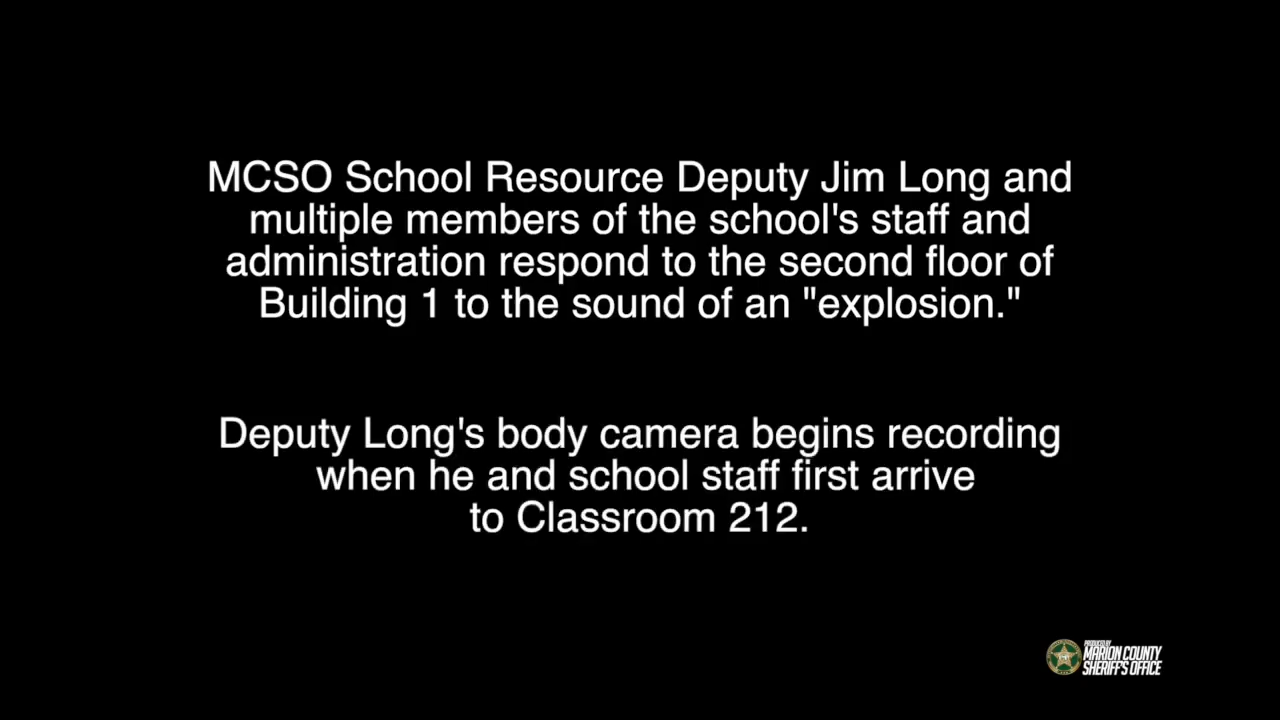 MCSO School Resource Deputy Jim Long and
multiple members of the school's staff and
administration respond to the second floor of
Building 1 to the sound of an "explosion."
Deputy Long's body camera begins recording
when he and school staff first arrive
to Classroom 212.
PRODUCED BY
MARION COUNTY
SHERIFF'S OFFICE